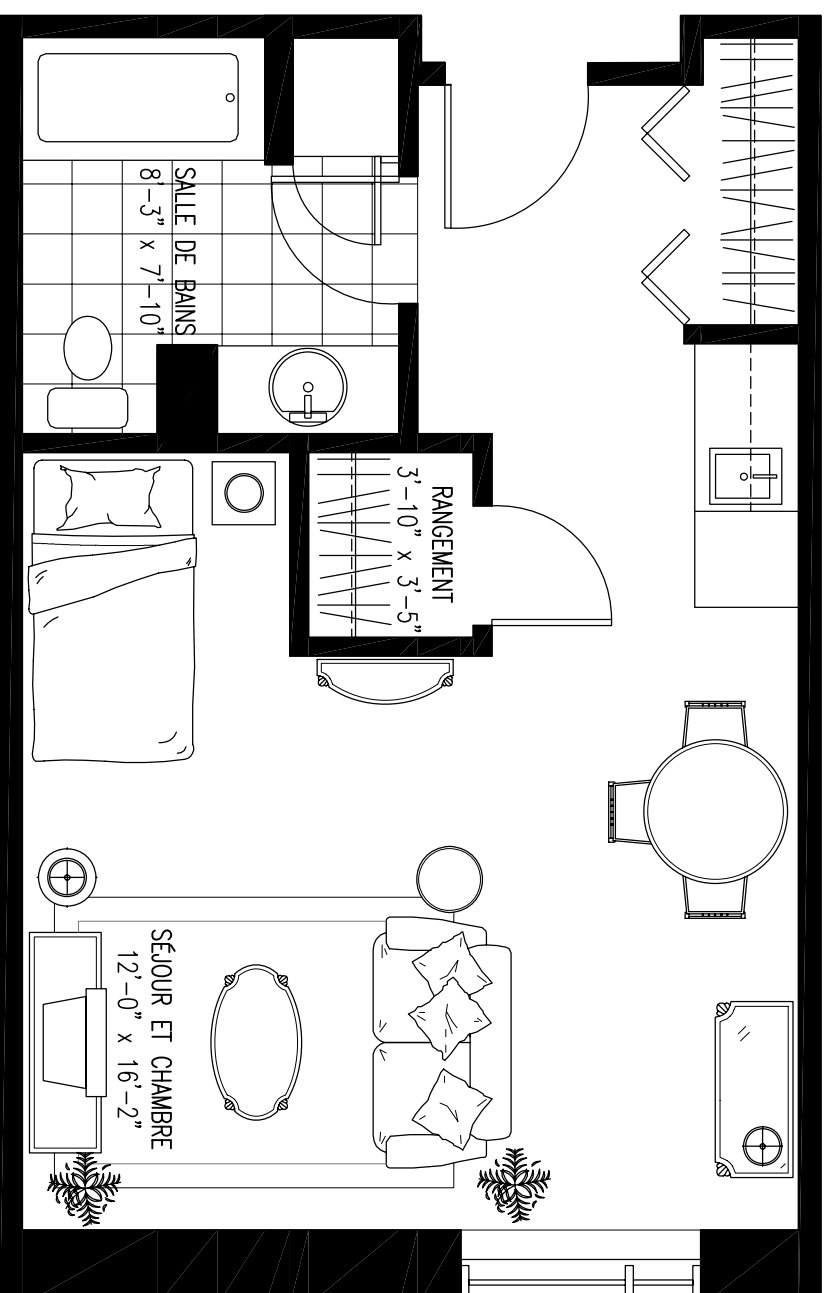 SALLE DE BAINS
8'-3" x 7'-10"
RANGEMENT
3'-10" x 3'-5"
SÉJOUR ET CHAMBRE
12'-0" x 16'-2"